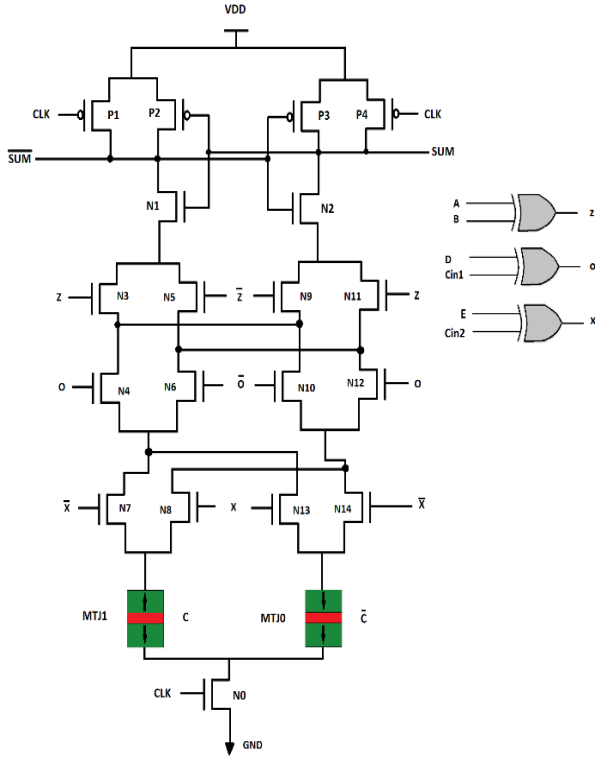 VDD
CLK P1 P2 P3 P4 CLK
S̅U̅M̅ SUM
N1 N2
A
B z
D
Cin1 o
E
Cin2 x
Z N3 N5 Z̅ N9 N11 Z
O N4 N6 O̅ N10 N12 O
X̅ N7 N8 X N13 N14 X̅
MTJ1 C MTJ0 C̅
CLK N0
GND